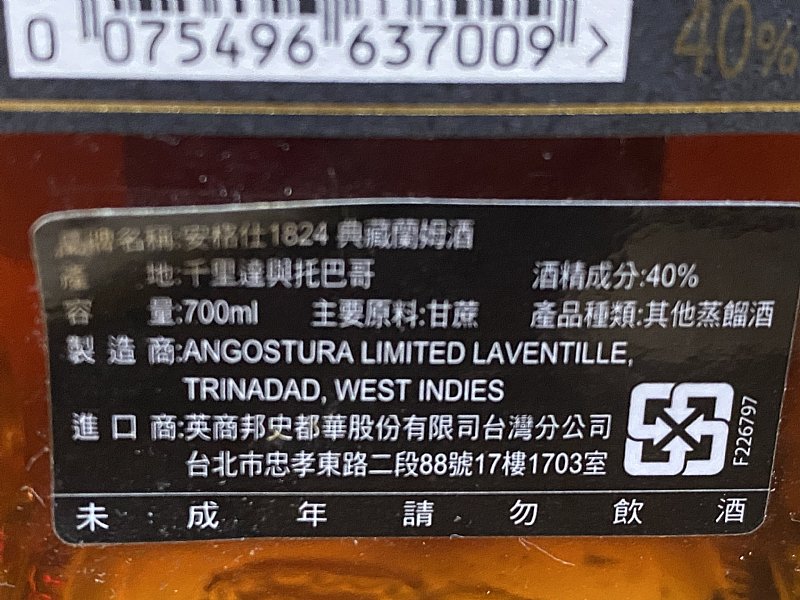 0 075496 637009 >
40%
品牌名稱:安格仕1824 典藏蘭姆酒
產 地:千里達與托巴哥 酒精成分:40%
容 量:700ml 主要原料:甘蔗 產品種類:其他蒸餾酒
製造商:ANGOSTURA LIMITED LAVENTILLE,
TRINADAD, WEST INDIES
進口商:英商邦史都華股份有限司台灣分公司
台北市忠孝東路二段88號17樓1703室
F226797
未成年請勿飲酒